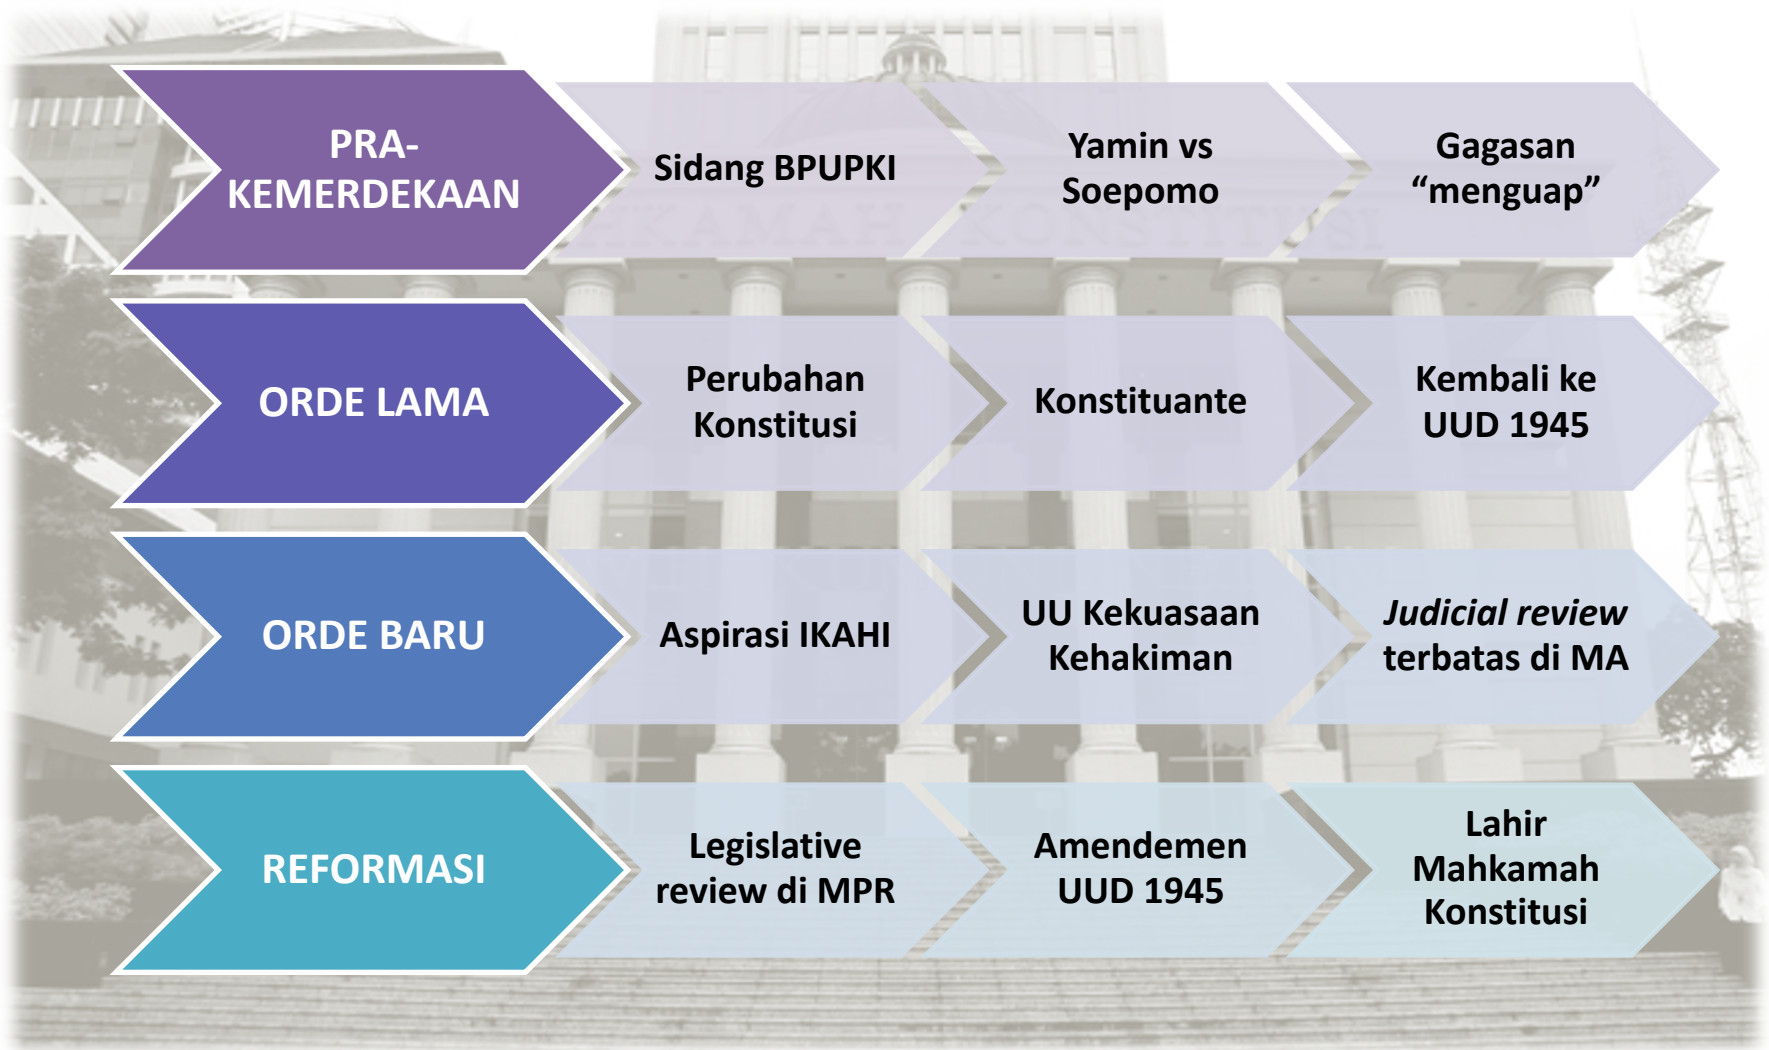 PRA-
KEMERDEKAAN
Sidang BPUPKI
Yamin vs
Soepomo
Gagasan
“menguap”
HKAMAH KONSTITUSI
ORDE LAMA
Perubahan
Konstitusi
Konstituante
Kembali ke
UUD 1945
ORDE BARU
Aspirasi IKAHI
UU Kekuasaan
Kehakiman
Judicial review
terbatas di MA
REFORMASI
Legislative
review di MPR
Amendemen
UUD 1945
Lahir
Mahkamah
Konstitusi